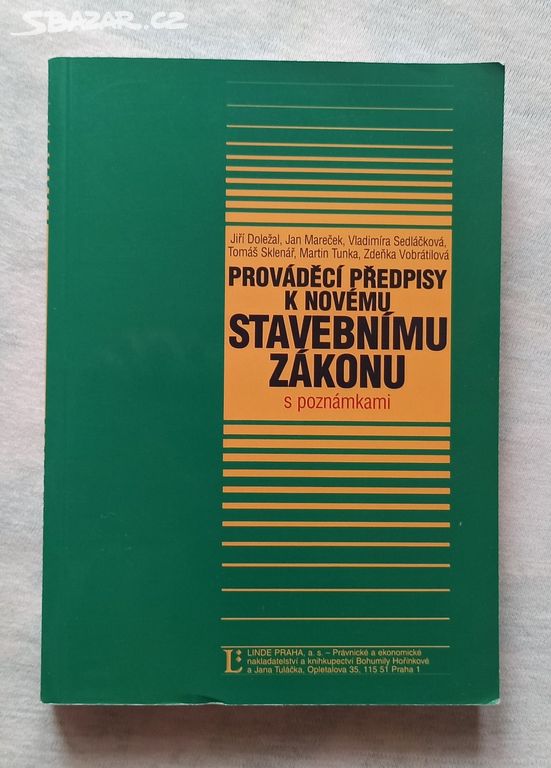 SBAZAR.CZ
Jiří Doležal, Jan Mareček, Vladimíra Sedláčková,
Tomáš Sklenář, Martin Tunka, Zdeňka Vobrátilová
PROVÁDĚCÍ PŘEDPISY
K NOVÉMU
STAVEBNÍMU
ZÁKONU
s poznámkami
LINDE PRAHA, a. s. – Právnické a ekonomické
nakladatelství a knihkupectví Bohumily Hořínkové
a Jana Tuláčka, Opletalova 35, 115 51 Praha 1